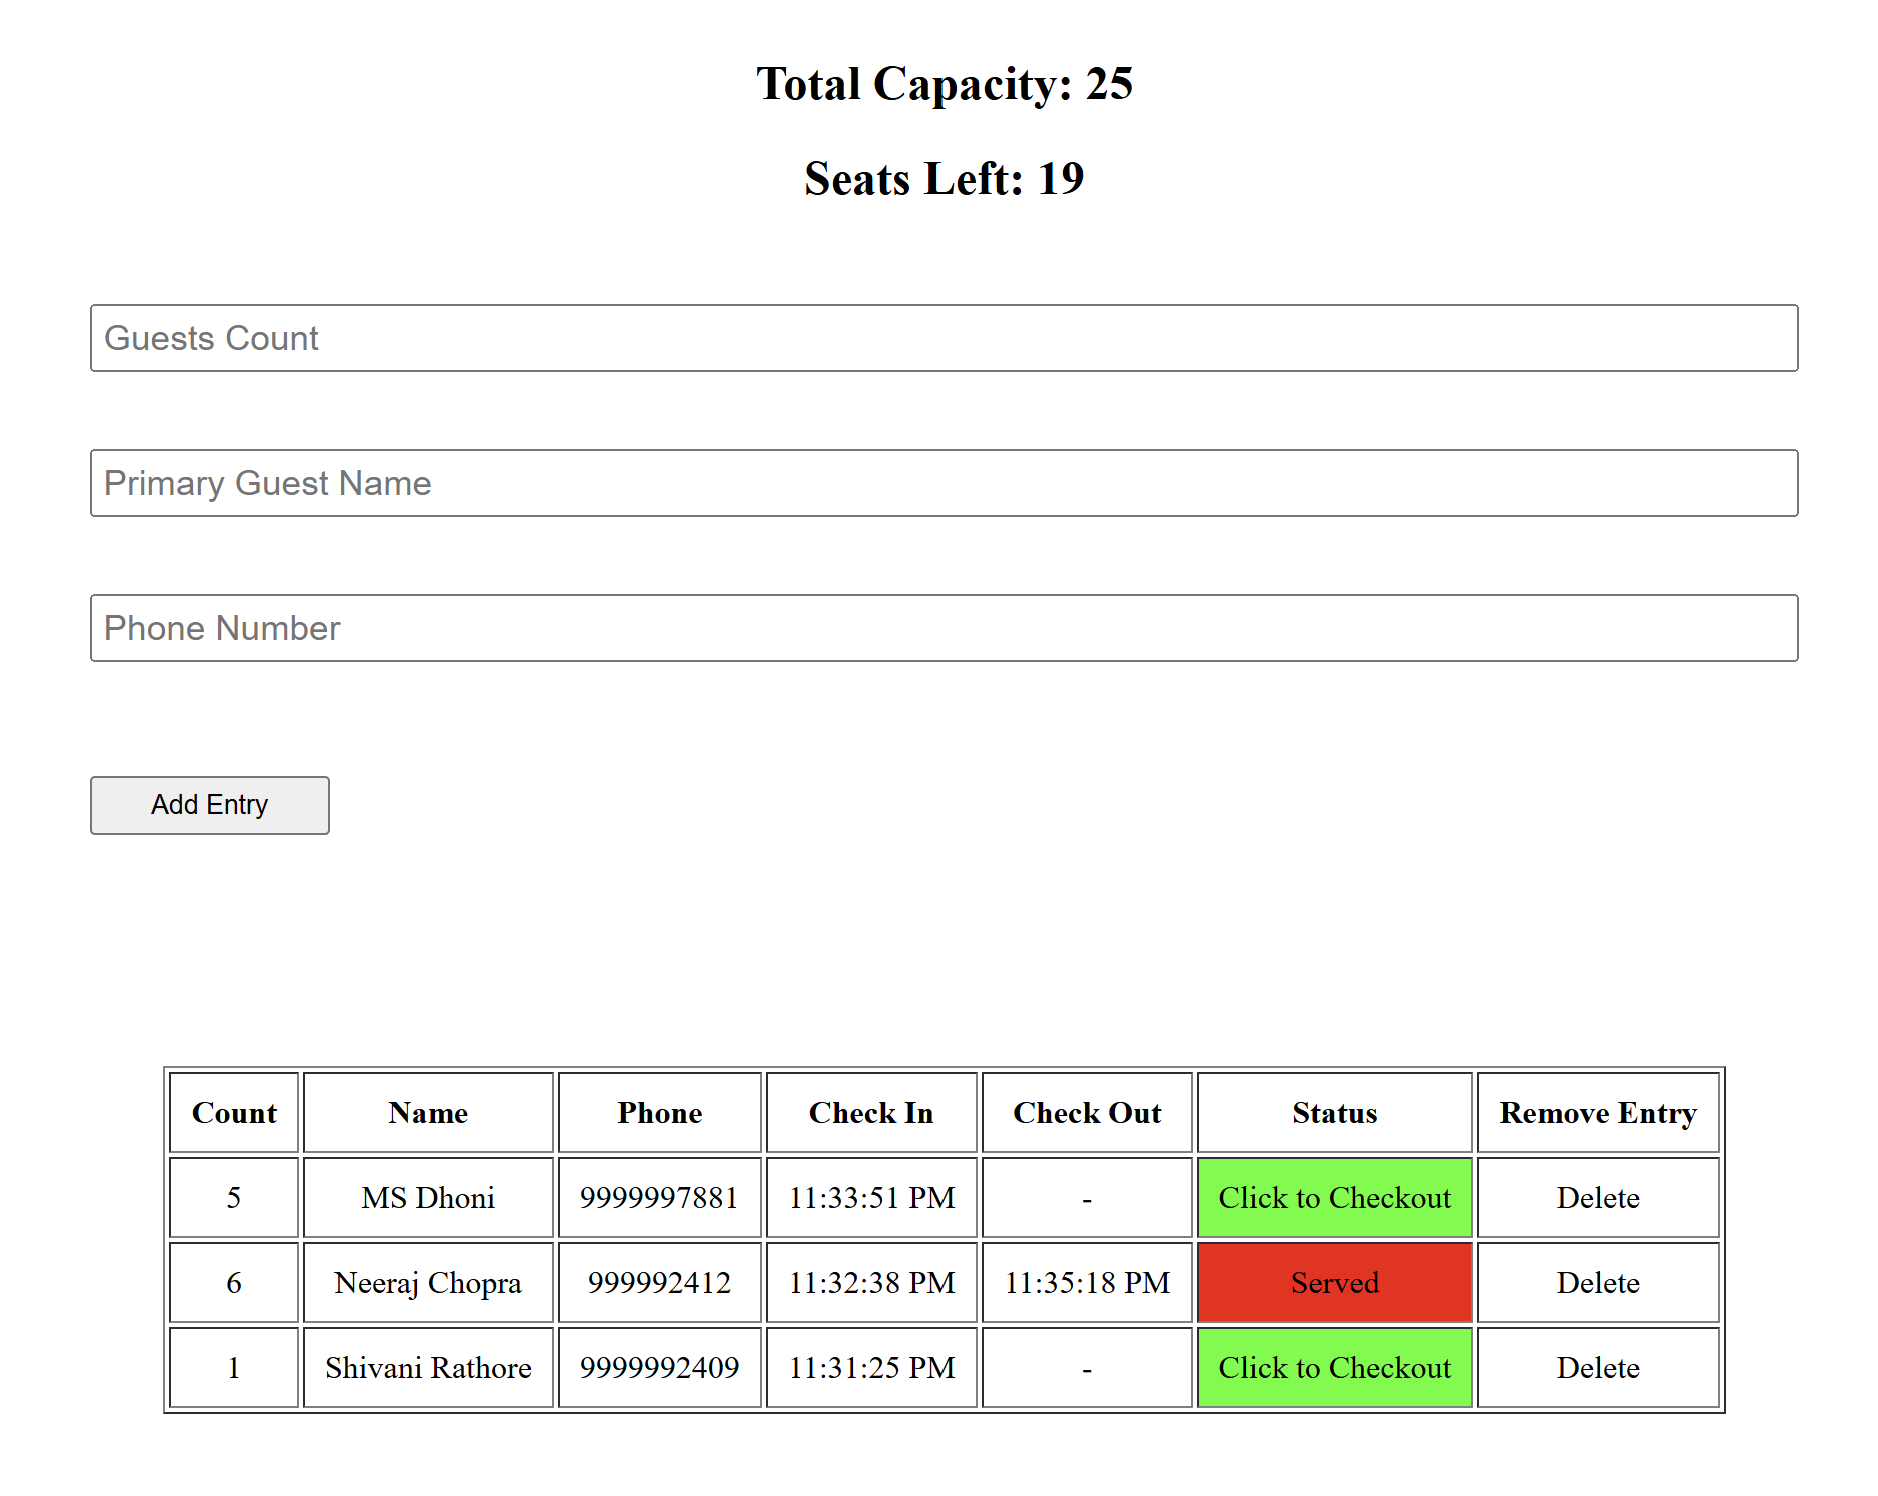 Total Capacity: 25
Seats Left: 19
Guests Count
Primary Guest Name
Phone Number
Add Entry
Count Name Phone Check In Check Out Status Remove Entry
5 MS Dhoni 9999997881 11:33:51 PM - Click to Checkout Delete
6 Neeraj Chopra 999992412 11:32:38 PM 11:35:18 PM Served Delete
1 Shivani Rathore 9999992409 11:31:25 PM - Click to Checkout Delete